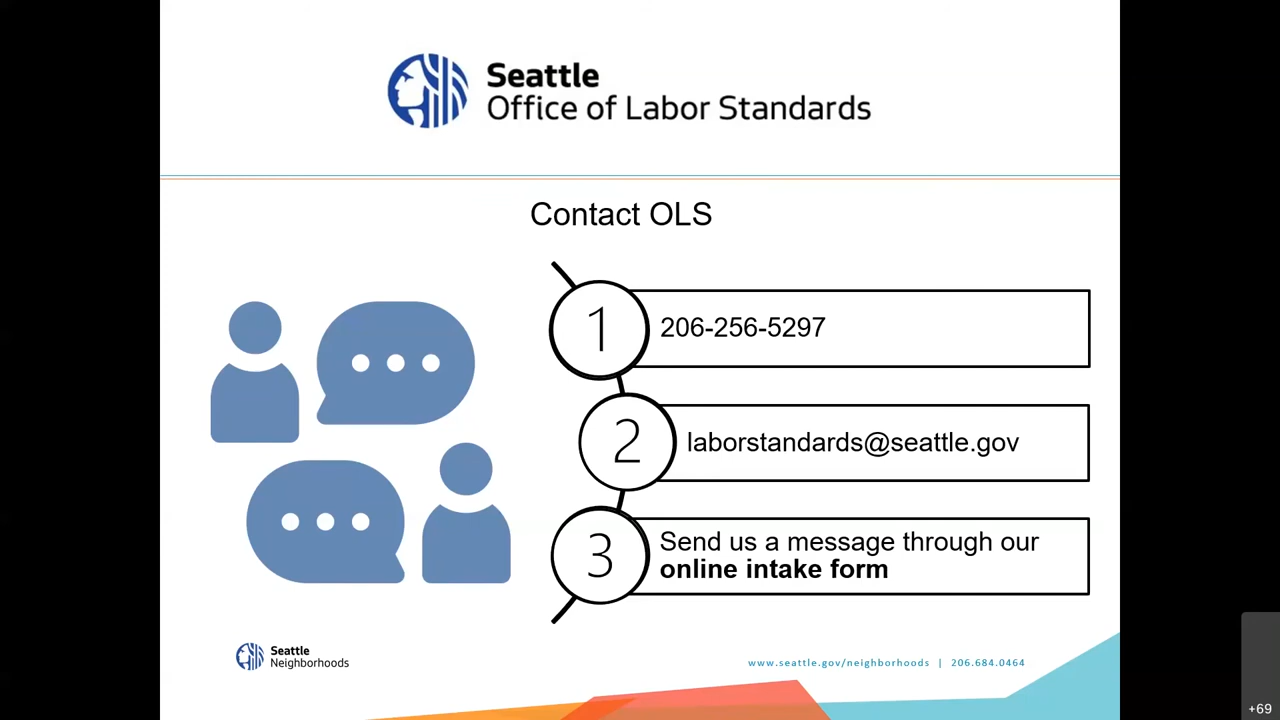 Seattle
Office of Labor Standards
Contact OLS
1
206-256-5297
2
laborstandards@seattle.gov
3
Send us a message through our
online intake form
Seattle
Neighborhoods
www.seattle.gov/neighborhoods | 206.684.0464
+69